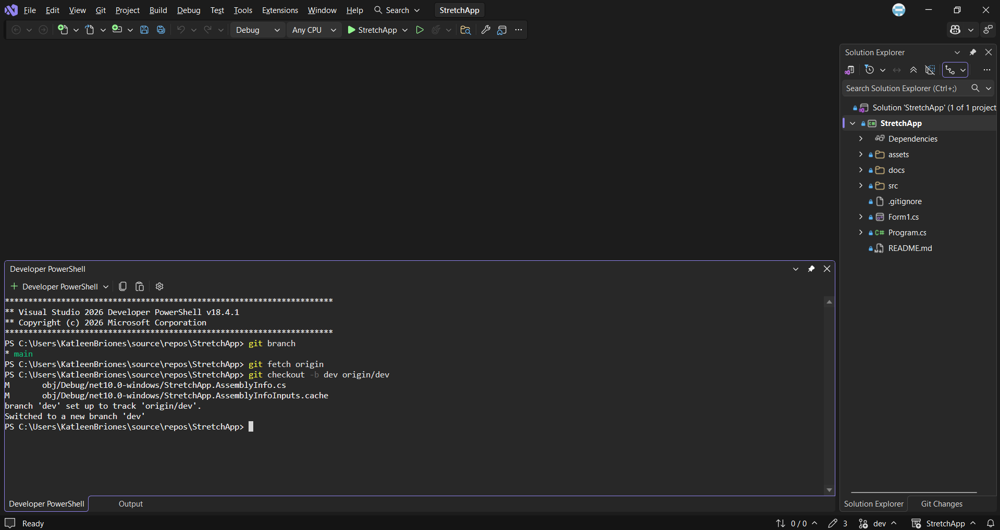 File Edit View Git Project Build Debug Test Tools Extensions Window Help Search StretchApp
Debug Any CPU StretchApp
Solution Explorer
Search Solution Explorer (Ctrl+;)
Solution 'StretchApp' (1 of 1 project
StretchApp
Dependencies
assets
docs
src
.gitignore
Form1.cs
C# Program.cs
README.md
Developer PowerShell
Developer PowerShell
**********************************************************************
** Visual Studio 2026 Developer PowerShell v18.4.1
** Copyright (c) 2026 Microsoft Corporation
**********************************************************************
PS C:\Users\KatleenBriones\source\repos\StretchApp> git branch
* main
PS C:\Users\KatleenBriones\source\repos\StretchApp> git fetch origin
PS C:\Users\KatleenBriones\source\repos\StretchApp> git checkout -b dev origin/dev
M       obj/Debug/net10.0-windows/StretchApp.AssemblyInfo.cs
M       obj/Debug/net10.0-windows/StretchApp.AssemblyInfoInputs.cache
branch 'dev' set up to track 'origin/dev'.
Switched to a new branch 'dev'
PS C:\Users\KatleenBriones\source\repos\StretchApp>
Developer PowerShell Output
Solution Explorer Git Changes
Ready 0 / 0 3 dev StretchApp